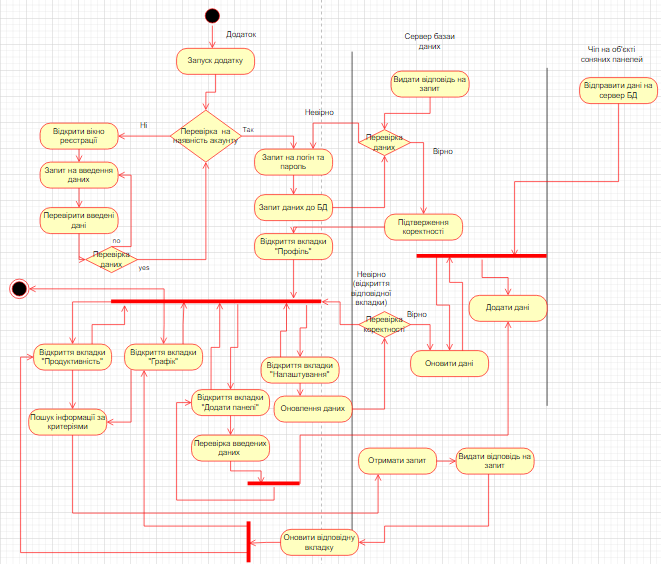 Додаток
Сервер базаи
даних
Чіп на об'єкті
соняних панелей
Запуск додатку
Видати відповідь на
запит
Відправити дані на
сервер БД
Невірно
Ні
Так
Відкрити вікно
реєстрації
Перевірка на
наявність акаунту
Перевірка
даних
Вірно
Запит на логін та
пароль
Запит на введення
даних
Запит даних до БД
Перевірити введені
дані
Підтверження
коректності
no
Відкриття вкладки
"Профіль"
Перевірка
даних
yes
Невірно
(відкриття
відповідної
вкладки)
Вірно
Додати дані
Перевірка
коректності
Відкриття вкладки
"Продуктивність"
Відкриття вкладки
"Графік"
Відкриття вкладки
"Налаштування"
Оновити дані
Відкриття вкладки
"Додати панелі"
Оновлення даних
Пошук інформації за
критеріями
Перевірка введених
даних
Отримати запит
Видати відповідь на
запит
Оновити відповідну
вкладку